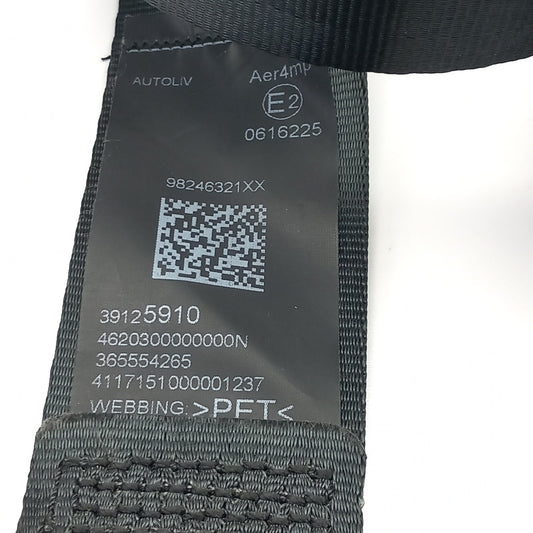 AUTOLIV
Aer4mp
E2
0616225
98246321XX
39125910
4620300000000N
365554265
4117151000001237
WEBBING: >PET<